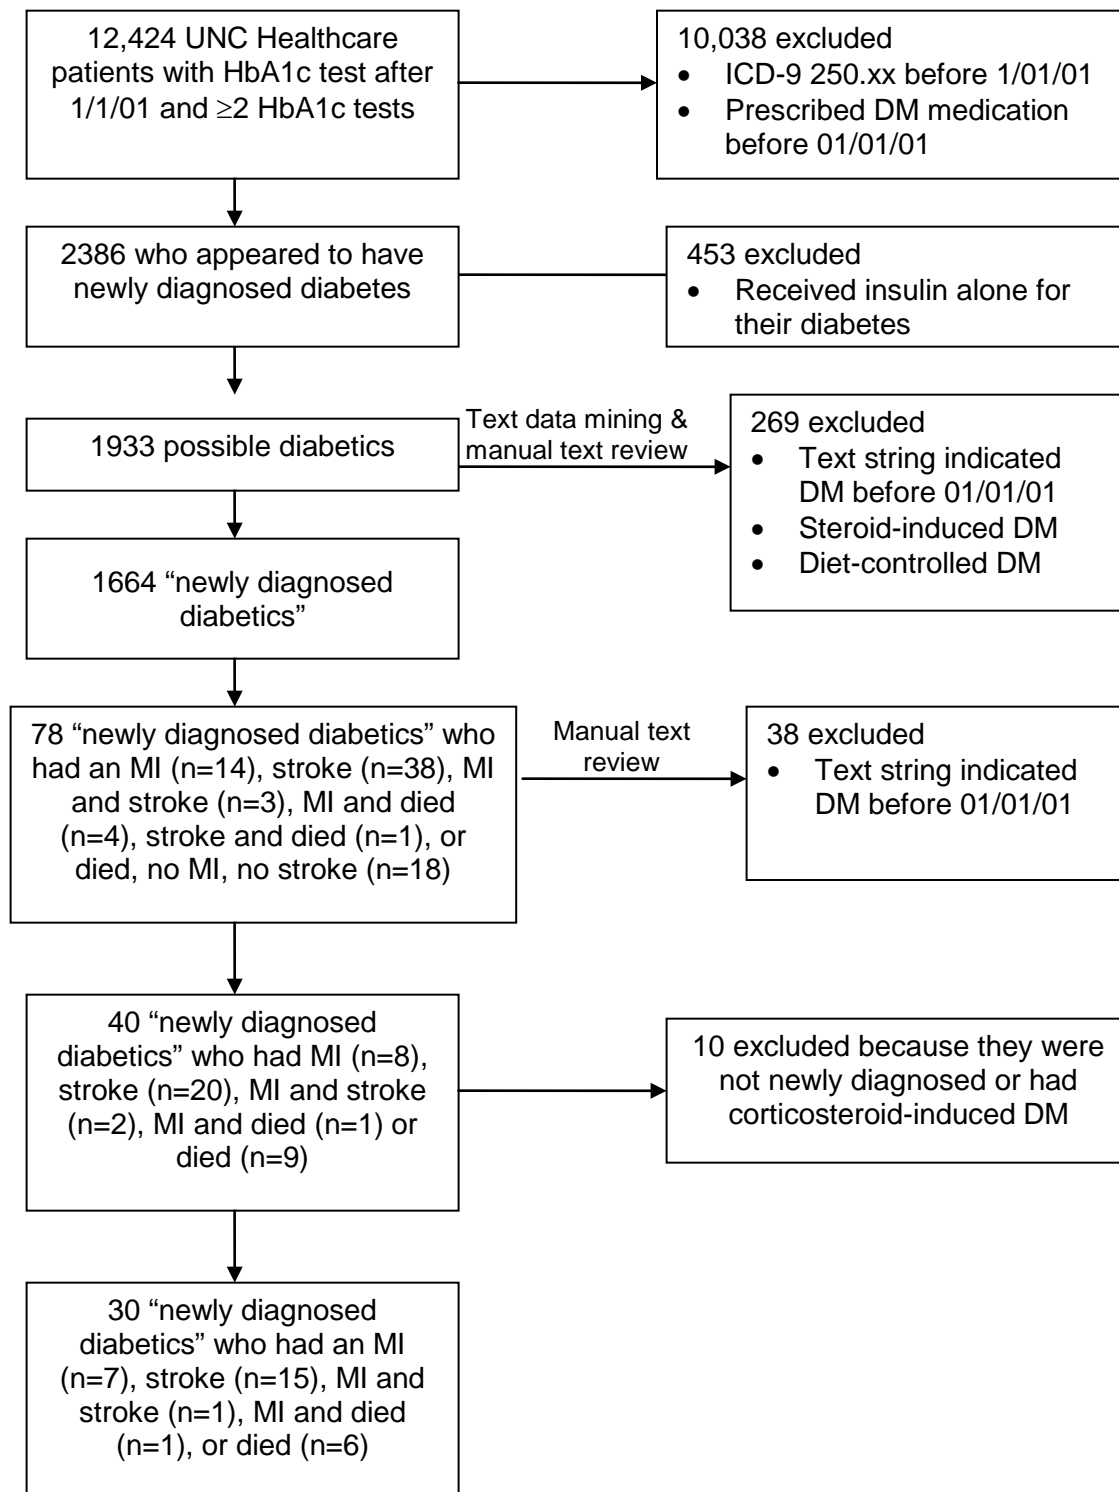 12,424 UNC Healthcare
patients with HbA1c test after
1/1/01 and ≥2 HbA1c tests
10,038 excluded
• ICD-9 250.xx before 1/01/01
• Prescribed DM medication
before 01/01/01
2386 who appeared to have
newly diagnosed diabetes
453 excluded
• Received insulin alone for
their diabetes
1933 possible diabetics
Text data mining &
manual text review
269 excluded
• Text string indicated
DM before 01/01/01
• Steroid-induced DM
• Diet-controlled DM
1664 “newly diagnosed
diabetics”
78 “newly diagnosed diabetics” who
had an MI (n=14), stroke (n=38), MI
and stroke (n=3), MI and died
(n=4), stroke and died (n=1), or
died, no MI, no stroke (n=18)
Manual text
review
38 excluded
• Text string indicated
DM before 01/01/01
40 “newly diagnosed
diabetics” who had MI (n=8),
stroke (n=20), MI and stroke
(n=2), MI and died (n=1) or
died (n=9)
10 excluded because they were
not newly diagnosed or had
corticosteroid-induced DM
30 “newly diagnosed
diabetics” who had an MI
(n=7), stroke (n=15), MI and
stroke (n=1), MI and died
(n=1), or died (n=6)